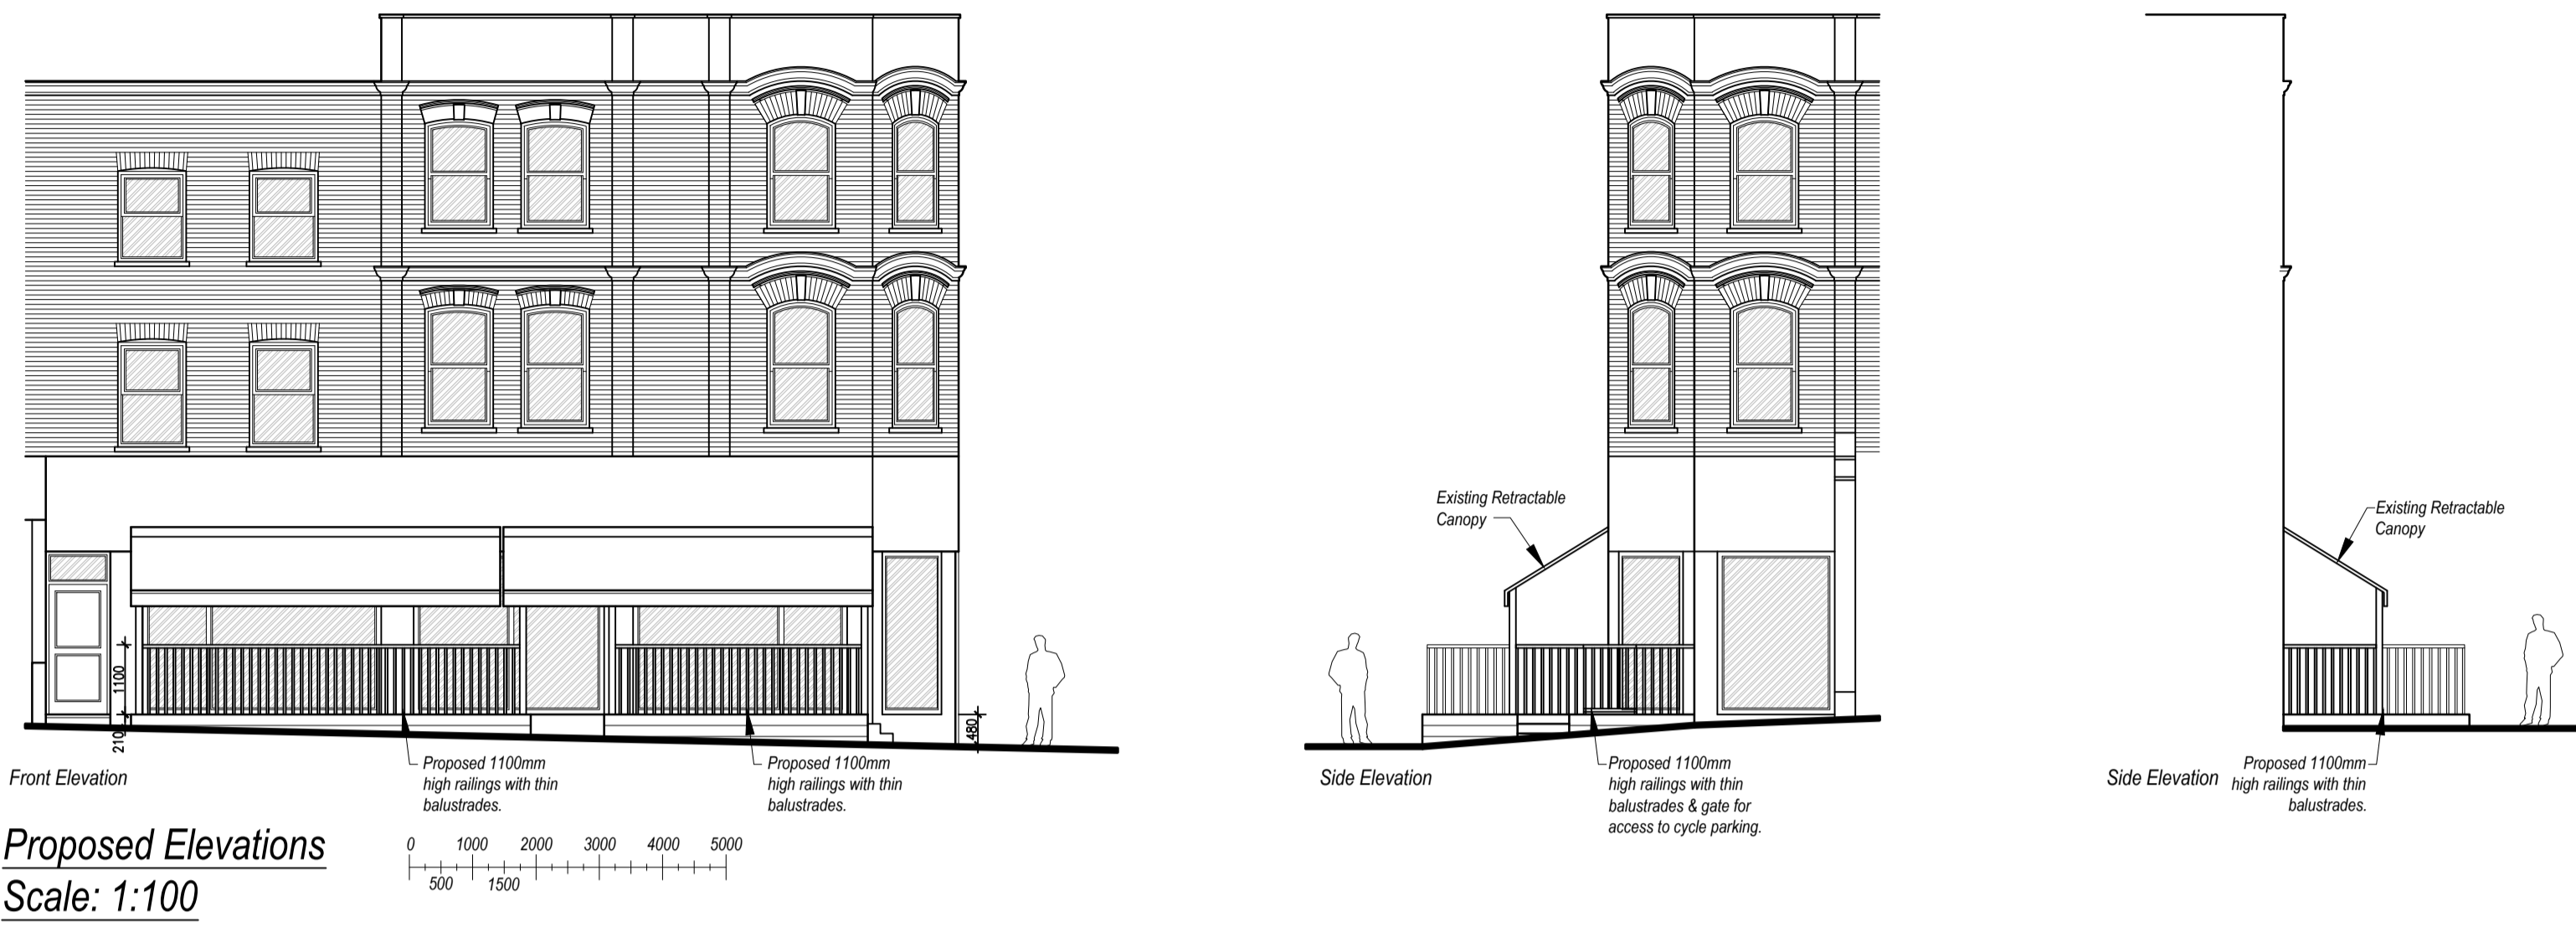 Existing Retractable
Canopy
Existing Retractable
Canopy
1100
210
480
Front Elevation
Proposed 1100mm
high railings with thin
balustrades.
Proposed 1100mm
high railings with thin
balustrades.
Side Elevation
Proposed 1100mm
high railings with thin
balustrades & gate for
access to cycle parking.
Side Elevation
Proposed 1100mm
high railings with thin
balustrades.
Proposed Elevations
Scale: 1:100
0 1000 2000 3000 4000 5000
500 1500